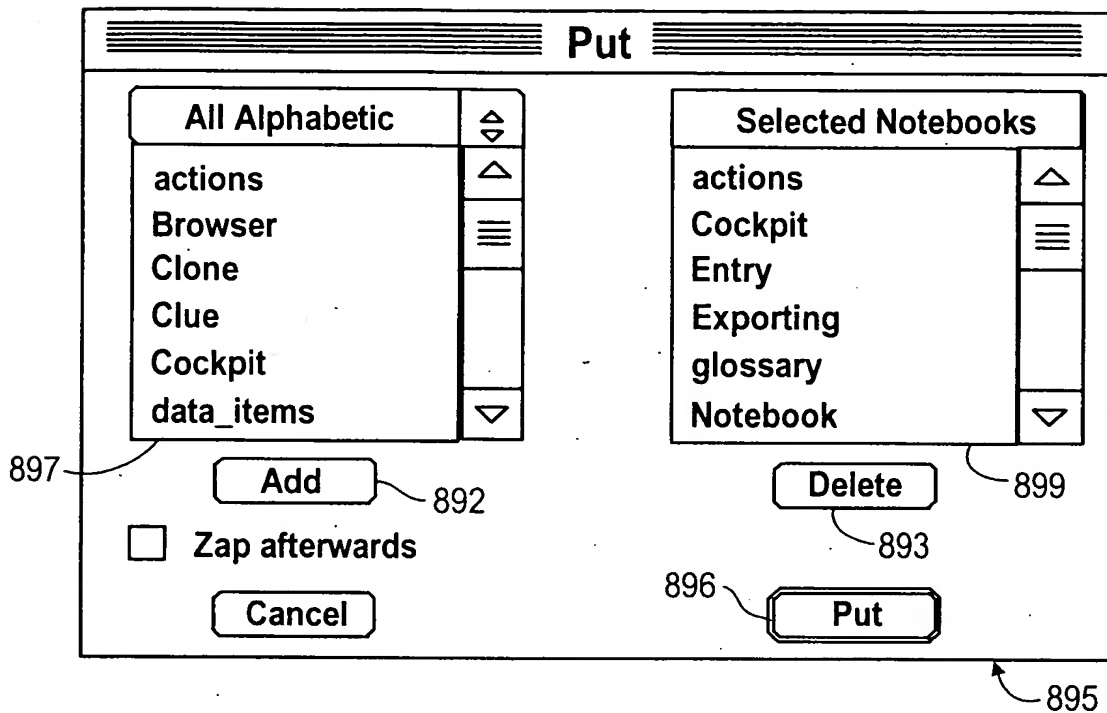 Put
All Alphabetic
actions
Browser
Clone
Clue
Cockpit
data_items
Selected Notebooks
actions
Cockpit
Entry
Exporting
glossary
Notebook
897
Add
892
Delete
899
893
Zap afterwards
Cancel
896
Put
895